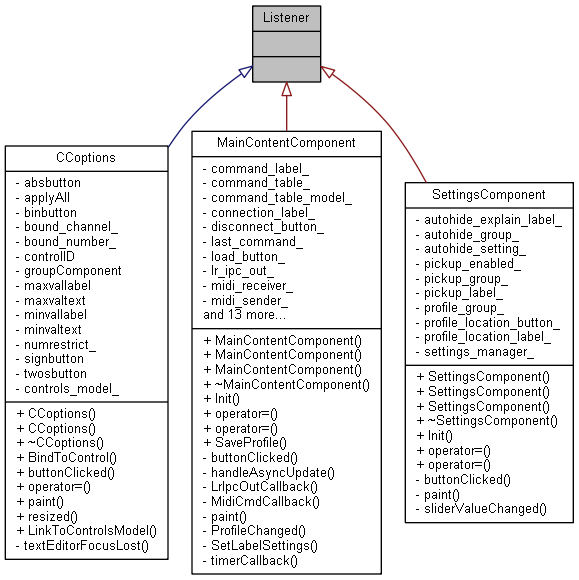 Listener
CCoptions
- absbutton
- applyAll
- binbutton
- bound_channel_
- bound_number_
- controlID
- groupComponent
- maxvallabel
- maxvaltext
- minvallabel
- minvaltext
- numrestrict_
- signbutton
- twosbutton
- controls_model_
+ CCoptions()
+ CCoptions()
+ ~CCoptions()
+ BindToControl()
+ buttonClicked()
+ operator=()
+ paint()
+ resized()
+ LinkToControlsModel()
- textEditorFocusLost()
MainContentComponent
- command_label_
- command_table_
- command_table_model_
- connection_label_
- disconnect_button_
- last_command_
- load_button_
- lr_ipc_out_
- midi_receiver_
- midi_sender_
and 13 more...
+ MainContentComponent()
+ MainContentComponent()
+ MainContentComponent()
+ ~MainContentComponent()
+ Init()
+ operator=()
+ operator=()
+ SaveProfile()
- buttonClicked()
- handleAsyncUpdate()
- LrIpcOutCallback()
- MidiCmdCallback()
- paint()
- ProfileChanged()
- SetLabelSettings()
- timerCallback()
SettingsComponent
- autohide_explain_label_
- autohide_group_
- autohide_setting_
- pickup_enabled_
- pickup_group_
- pickup_label_
- profile_group_
- profile_location_button_
- profile_location_label_
- settings_manager_
+ SettingsComponent()
+ SettingsComponent()
+ SettingsComponent()
+ ~SettingsComponent()
+ Init()
+ operator=()
+ operator=()
- buttonClicked()
- paint()
- sliderValueChanged()